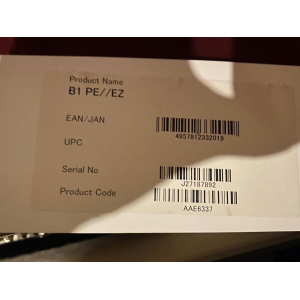 Product Name
B1 PE//EZ
EAN/JAN
4957812332019
UPC
Serial No
J27187892
Product Code
AAE6337